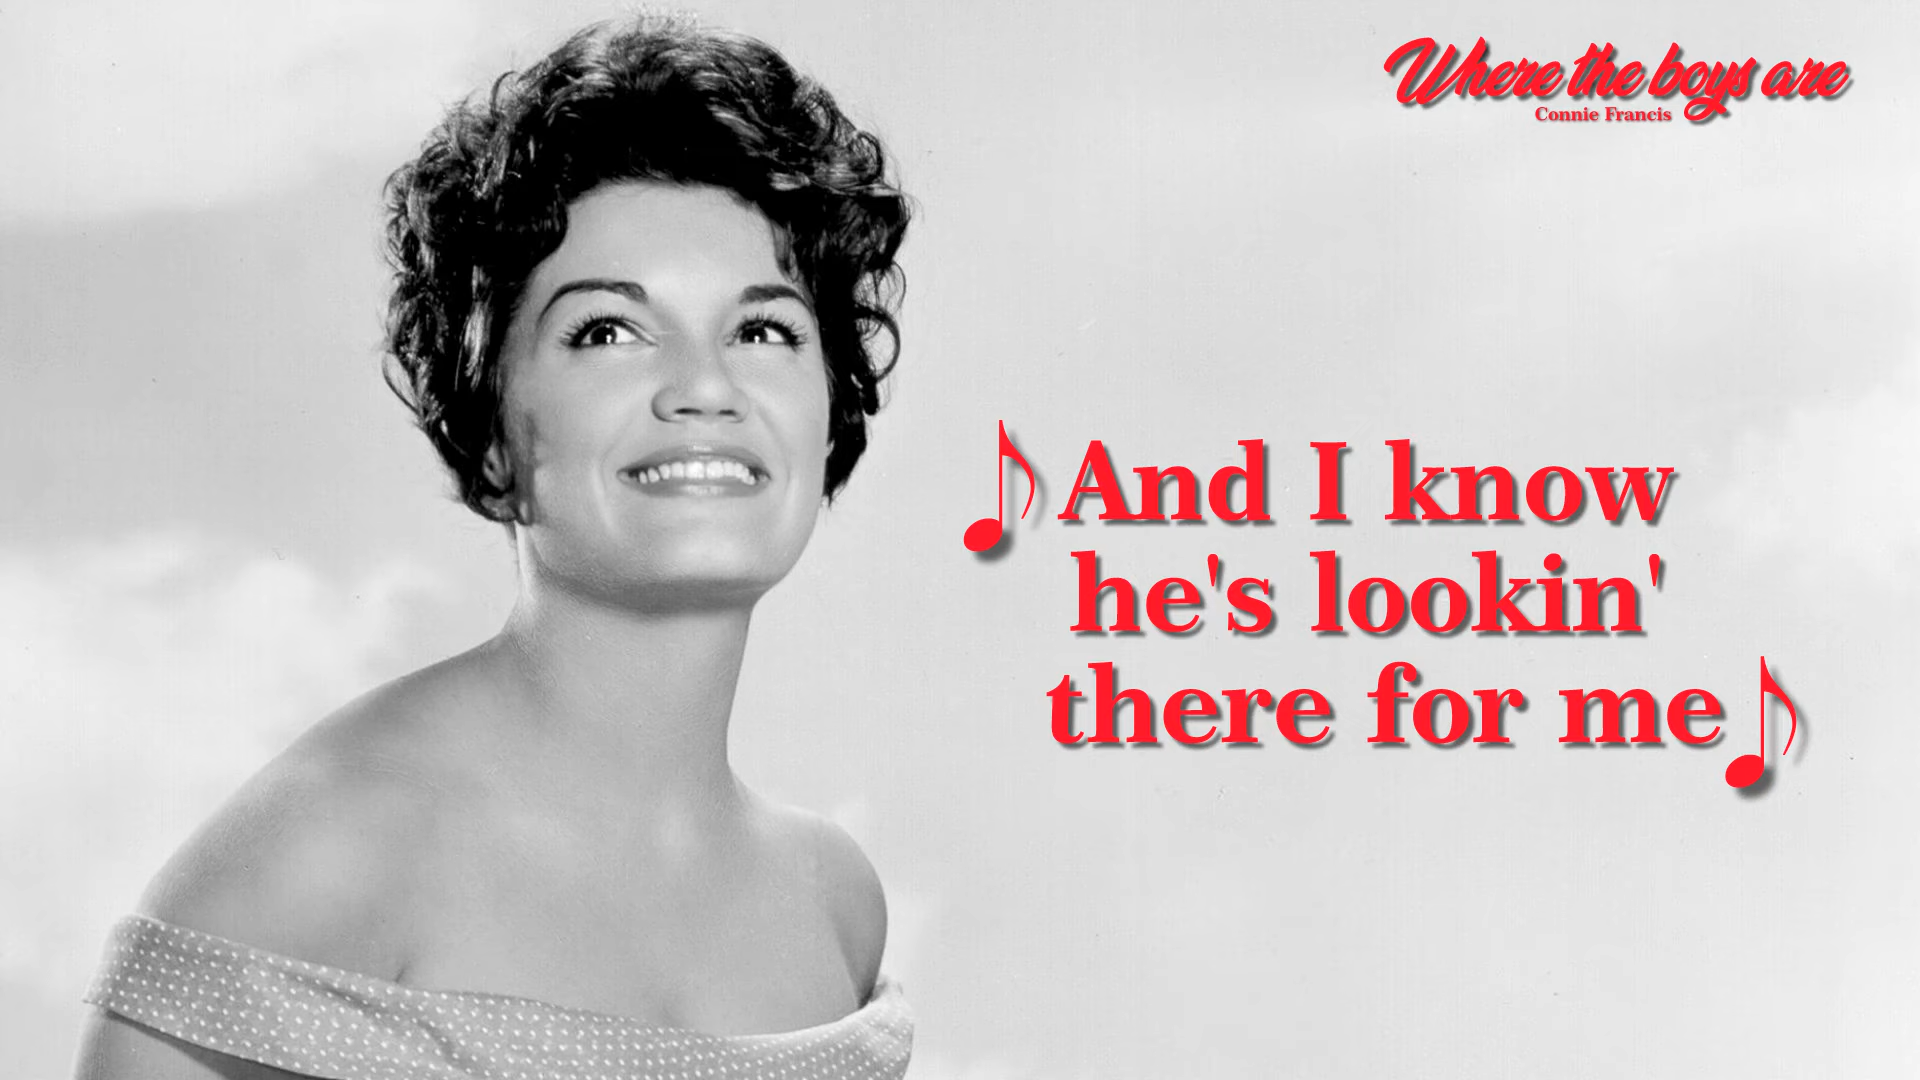 Where the boys are
Connie Francis
♪And I know
he's lookin'
there for me♪